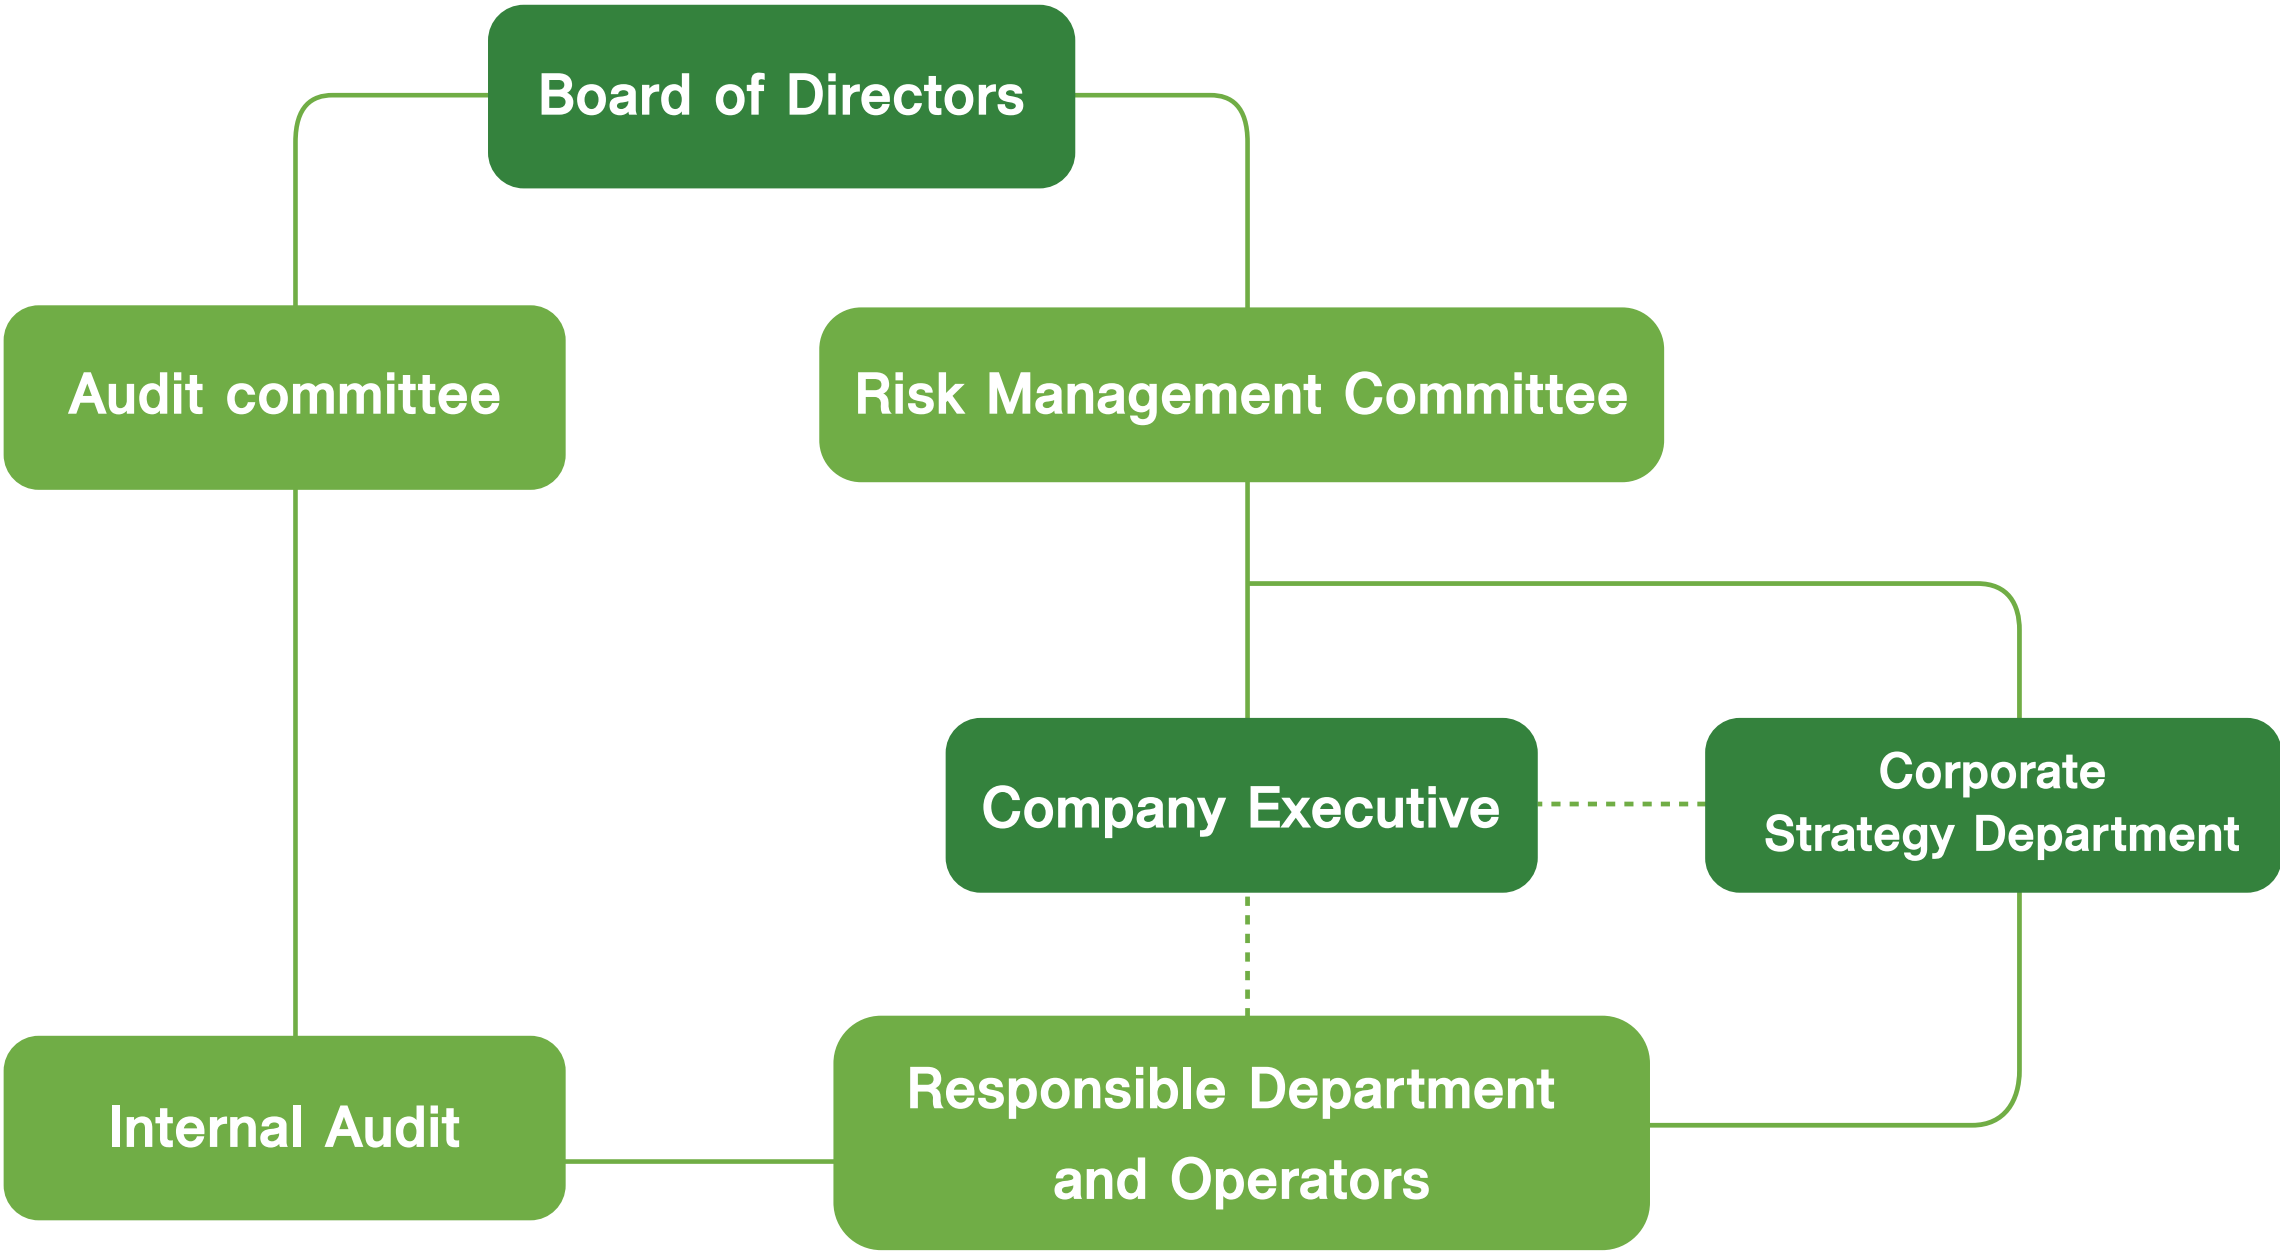 Board of Directors
Audit committee
Risk Management Committee
Company Executive
Corporate
Strategy Department
Internal Audit
Responsible Department
and Operators